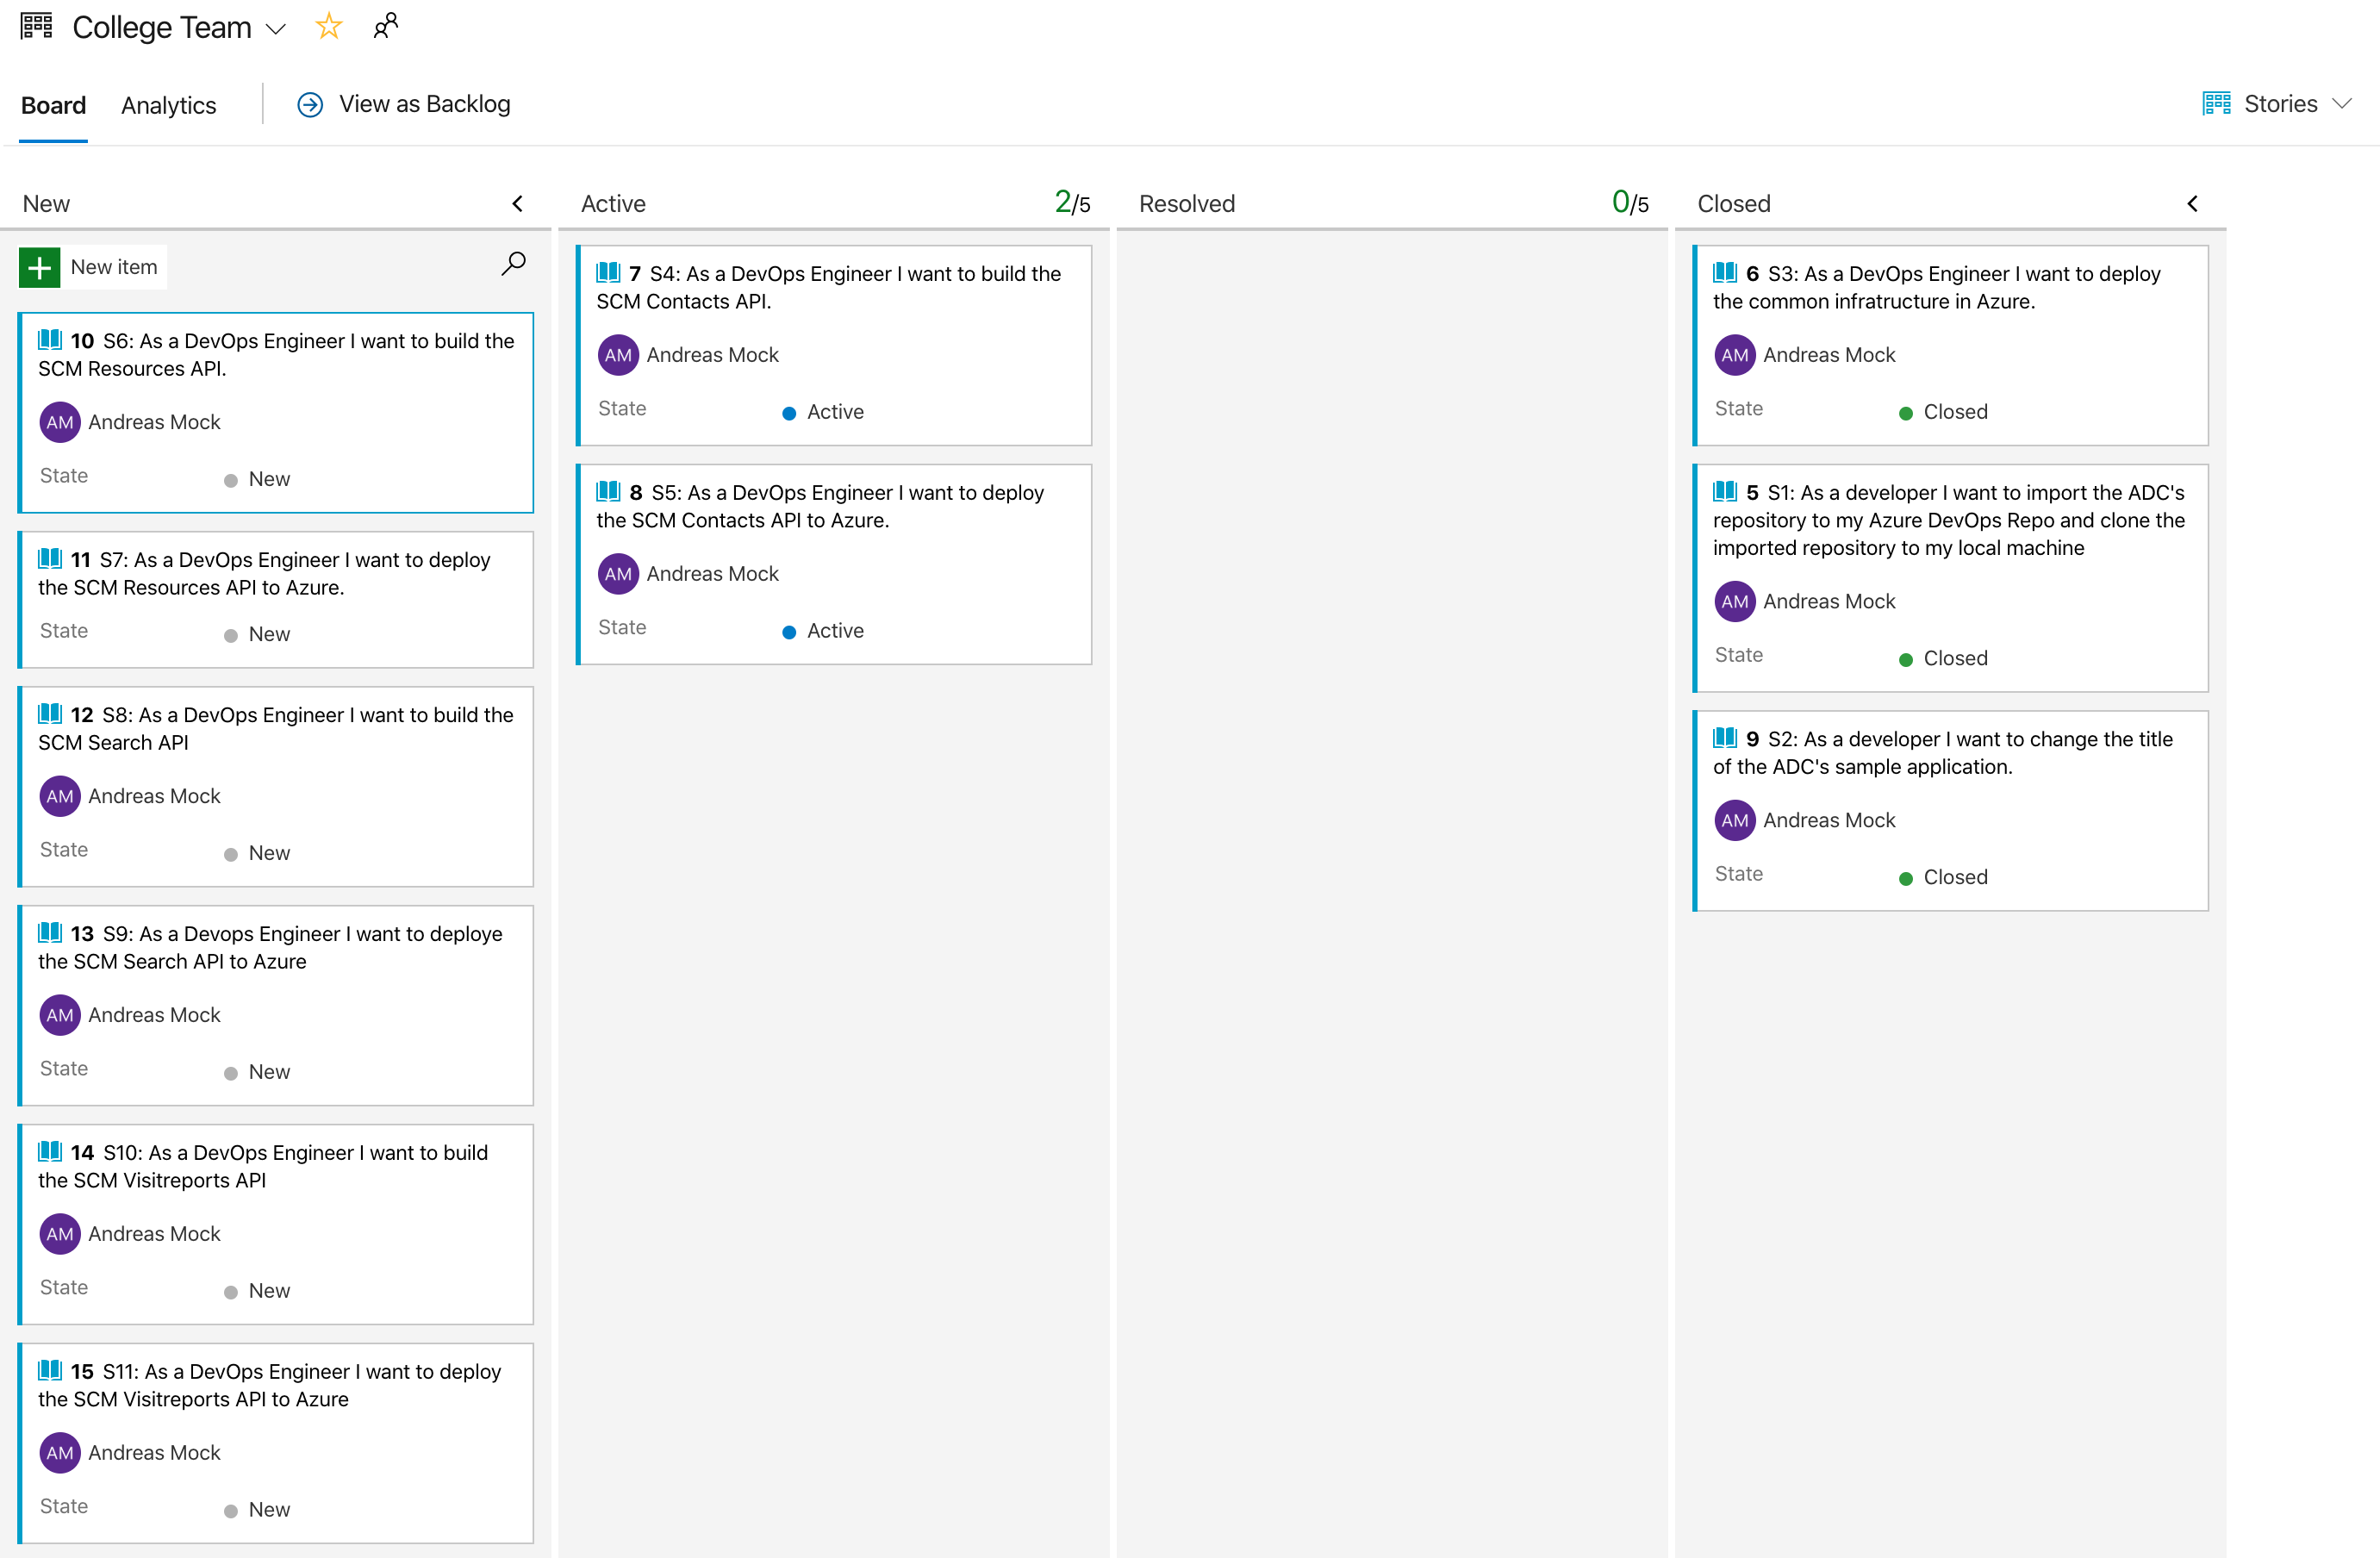 College Team
Board
Analytics
View as Backlog
Stories
New
New item
10 S6: As a DevOps Engineer I want to build the
SCM Resources API.
AM Andreas Mock
State New
11 S7: As a DevOps Engineer I want to deploy
the SCM Resources API to Azure.
State New
12 S8: As a DevOps Engineer I want to build the
SCM Search API
AM Andreas Mock
State New
13 S9: As a Devops Engineer I want to deploye
the SCM Search API to Azure
AM Andreas Mock
State New
14 S10: As a DevOps Engineer I want to build
the SCM Visitreports API
AM Andreas Mock
State New
15 S11: As a DevOps Engineer I want to deploy
the SCM Visitreports API to Azure
AM Andreas Mock
State New
Active 2/5
7 S4: As a DevOps Engineer I want to build the
SCM Contacts API.
AM Andreas Mock
State Active
8 S5: As a DevOps Engineer I want to deploy
the SCM Contacts API to Azure.
AM Andreas Mock
State Active
Resolved 0/5
Closed
6 S3: As a DevOps Engineer I want to deploy
the common infratructure in Azure.
AM Andreas Mock
State Closed
5 S1: As a developer I want to import the ADC's
repository to my Azure DevOps Repo and clone the
imported repository to my local machine
AM Andreas Mock
State Closed
9 S2: As a developer I want to change the title
of the ADC's sample application.
AM Andreas Mock
State Closed